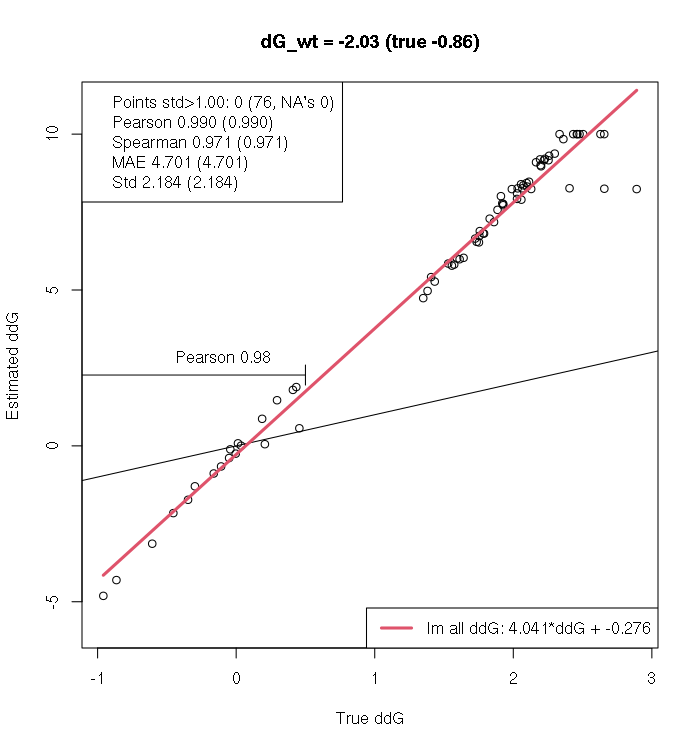 dG_wt = -2.03 (true -0.86)
Points std>1.00: 0 (76, NA's 0)
Pearson 0.990 (0.990)
Spearman 0.971 (0.971)
MAE 4.701 (4.701)
Std 2.184 (2.184)
10
5
0
-5
Estimated ddG
Pearson 0.98
lm all ddG: 4.041*ddG + -0.276
-1
0
1
2
3
True ddG